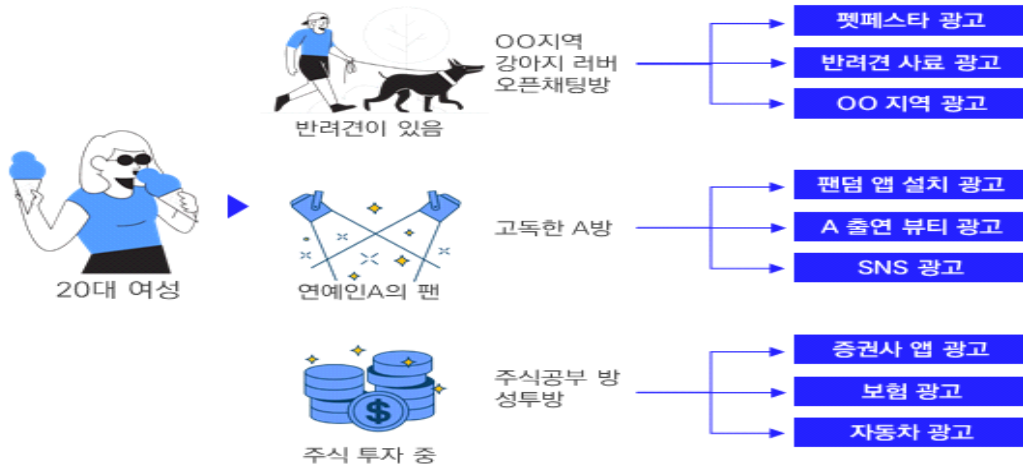 OO지역
강아지 러버
오픈채팅방
반려견이 있음
펫페스타 광고
반려견 사료 광고
OO 지역 광고
20대 여성
고독한 A방
연예인A의 팬
팬덤 앱 설치 광고
A 출연 뷰티 광고
SNS 광고
주식공부 방
성투방
$
주식 투자 중
증권사 앱 광고
보험 광고
자동차 광고